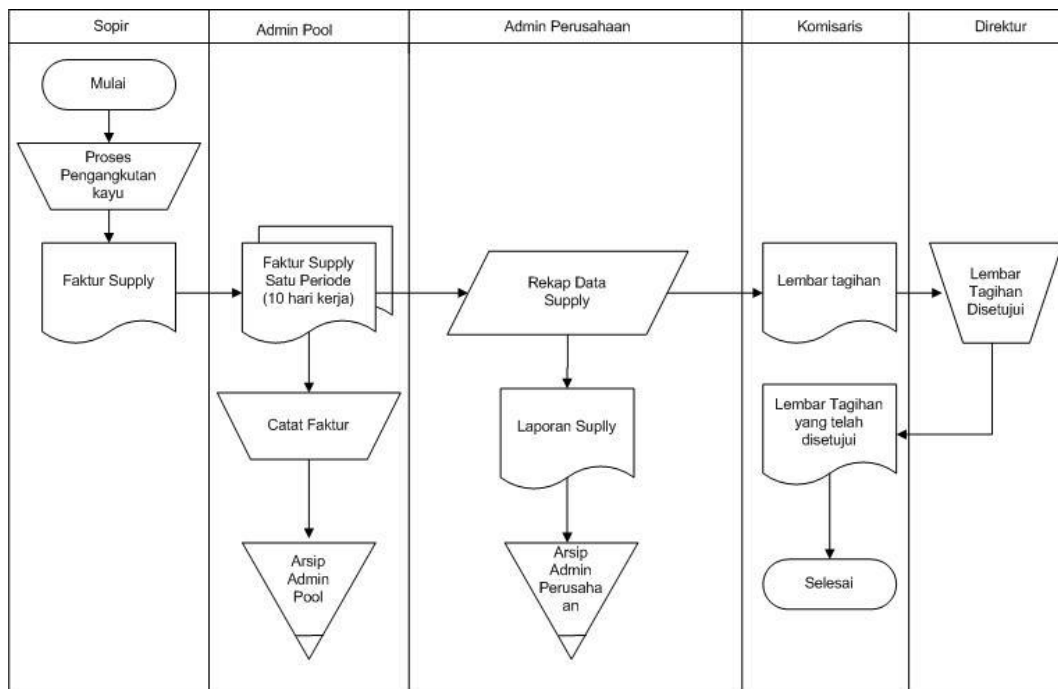 Sopir
Admin Pool
Admin Perusahaan
Komisaris
Direktur
Mulai
Proses
Pengangkutan
kayu
Faktur Supply
Faktur Supply
Satu Periode
(10 hari kerja)
Rekap Data
Supply
Lembar tagihan
Lembar
Tagihan
Disetujui
Catat Faktur
Laporan Suplly
Lembar Tagihan
yang telah
disetujui
Arsip
Admin
Pool
Arsip
Admin
Perusaha
an
Selesai